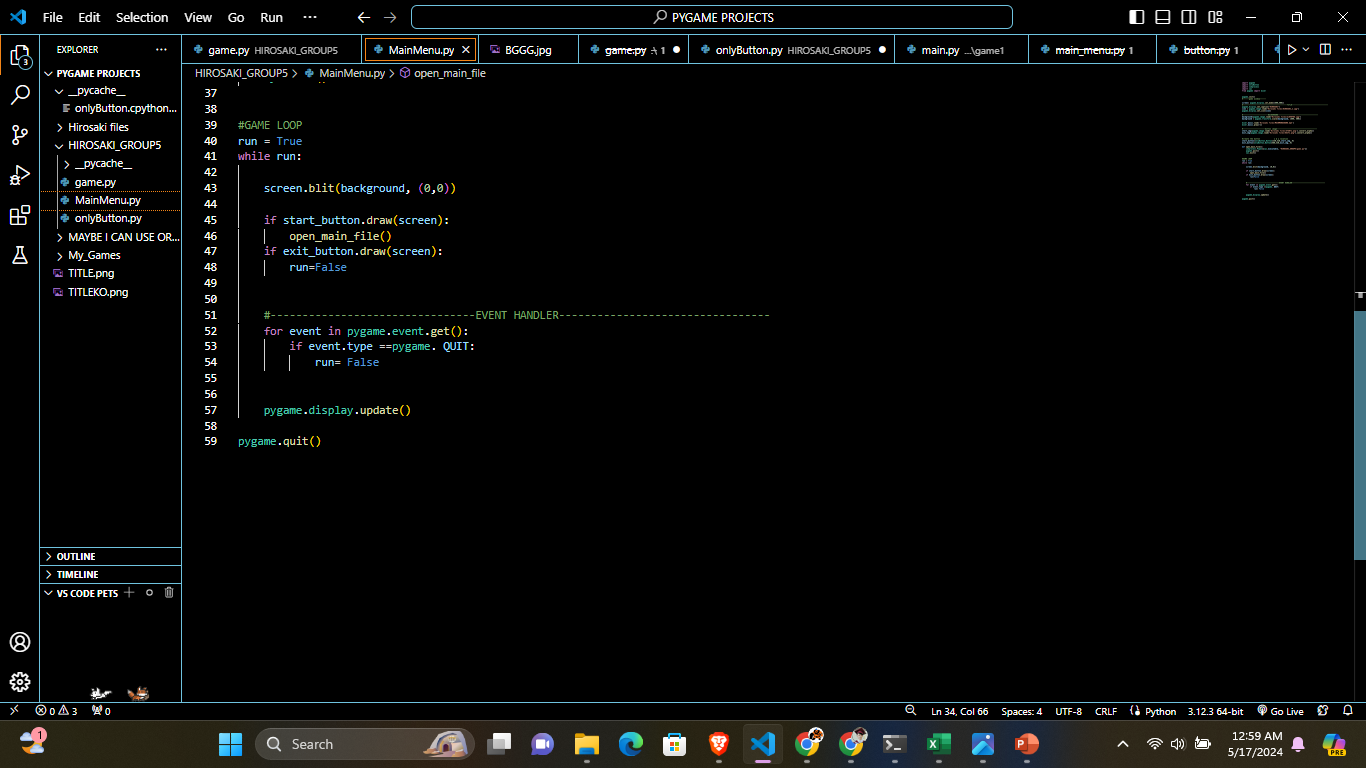 File Edit Selection View Go Run ··· PYGAME PROJECTS
EXPLORER ···
game.py HIROSAKI_GROUP5 MainMenu.py BGGG.jpg game.py .\ 1 onlyButton.py HIROSAKI_GROUP5 main.py ...\game1 main_menu.py 1 button.py 1
HIROSAKI_GROUP5 > MainMenu.py > open_main_file
3
PYGAME PROJECTS
__pycache__
onlyButton.cpython...
Hirosaki files
HIROSAKI_GROUP5
__pycache__
game.py
MainMenu.py
onlyButton.py
MAYBE I CAN USE OR...
My_Games
TITLE.png
TITLEKO.png
OUTLINE
TIMELINE
VS CODE PETS
37
38
39 #GAME LOOP
40 run = True
41 while run:
42
43 screen.blit(background, (0,0))
44
45 if start_button.draw(screen):
46 open_main_file()
47 if exit_button.draw(screen):
48 run=False
49
50
51 #--------------------------------EVENT HANDLER---------------------------------
52 for event in pygame.event.get():
53 if event.type ==pygame. QUIT:
54 run= False
55
56
57 pygame.display.update()
58
59 pygame.quit()
0 3 0 Ln 34, Col 66 Spaces: 4 UTF-8 CRLF Python 3.12.3 64-bit Go Live
1 Search 12:59 AM
5/17/2024
PRE